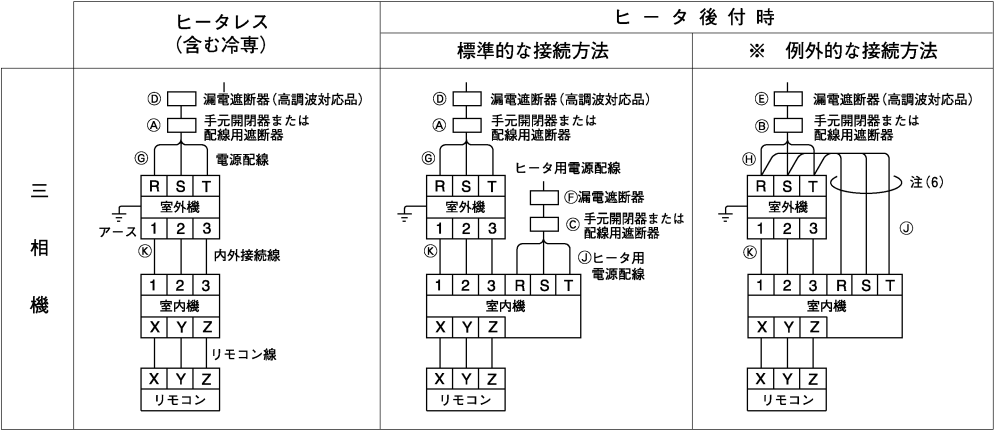 ヒータレス
(含む冷専)
ヒータ後付時
標準的な接続方法
※ 例外的な接続方法
三相機
Ⓓ 漏電遮断器(高調波対応品)
Ⓐ 手元開閉器または
配線用遮断器
Ⓖ 電源配線
R S T
室外機
アース
1 2 3
Ⓚ 内外接続線
1 2 3
室内機
X Y Z
リモコン線
X Y Z
リモコン
Ⓓ 漏電遮断器(高調波対応品)
Ⓐ 手元開閉器または
配線用遮断器
Ⓖ
R S T
室外機
1 2 3
Ⓚ
ヒータ用電源配線
Ⓕ漏電遮断器
Ⓒ 手元開閉器または
配線用遮断器
Ⓙヒータ用
電源配線
1 2 3 R S T
室内機
X Y Z
X Y Z
リモコン
Ⓔ 漏電遮断器(高調波対応品)
Ⓑ 手元開閉器または
配線用遮断器
Ⓗ
R S T
注(6)
室外機
1 2 3
Ⓙ
Ⓚ
1 2 3 R S T
室内機
X Y Z
X Y Z
リモコン